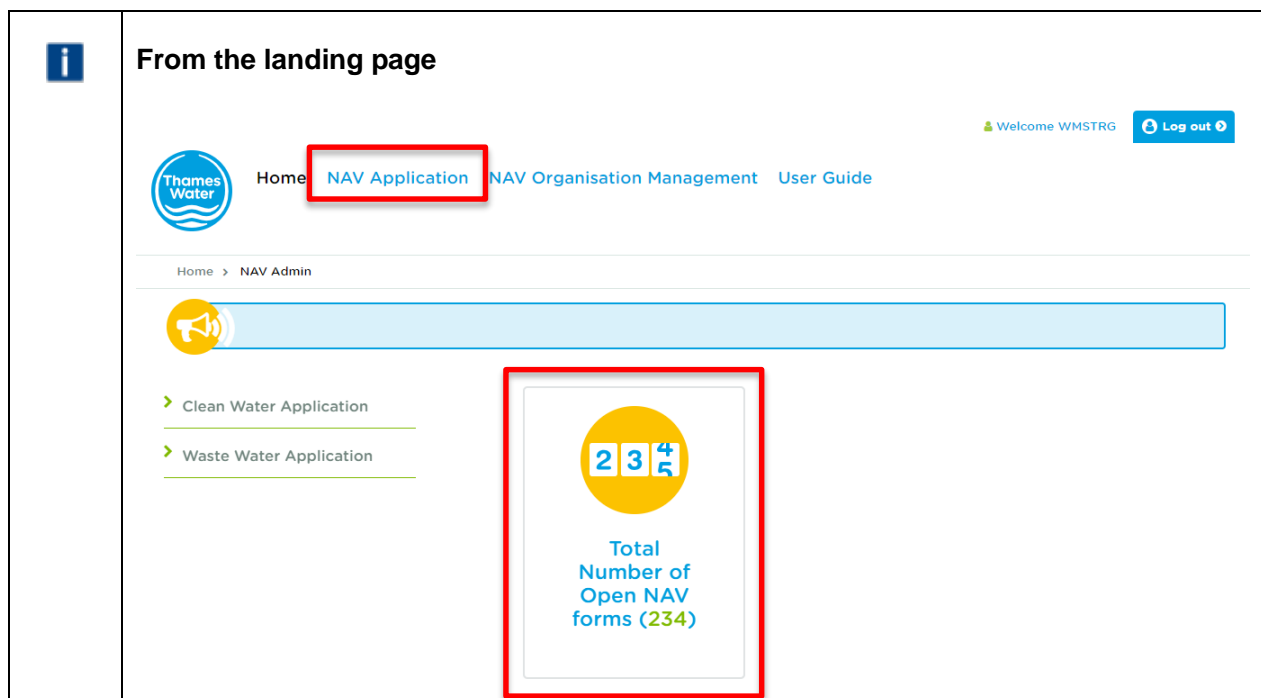 i
From the landing page
Welcome WMSTRG
Log out
Thames
Water
Home NAV Application NAV Organisation Management User Guide
Home > NAV Admin
Clean Water Application
Waste Water Application
2 3 4
5
Total
Number of
Open NAV
forms (234)